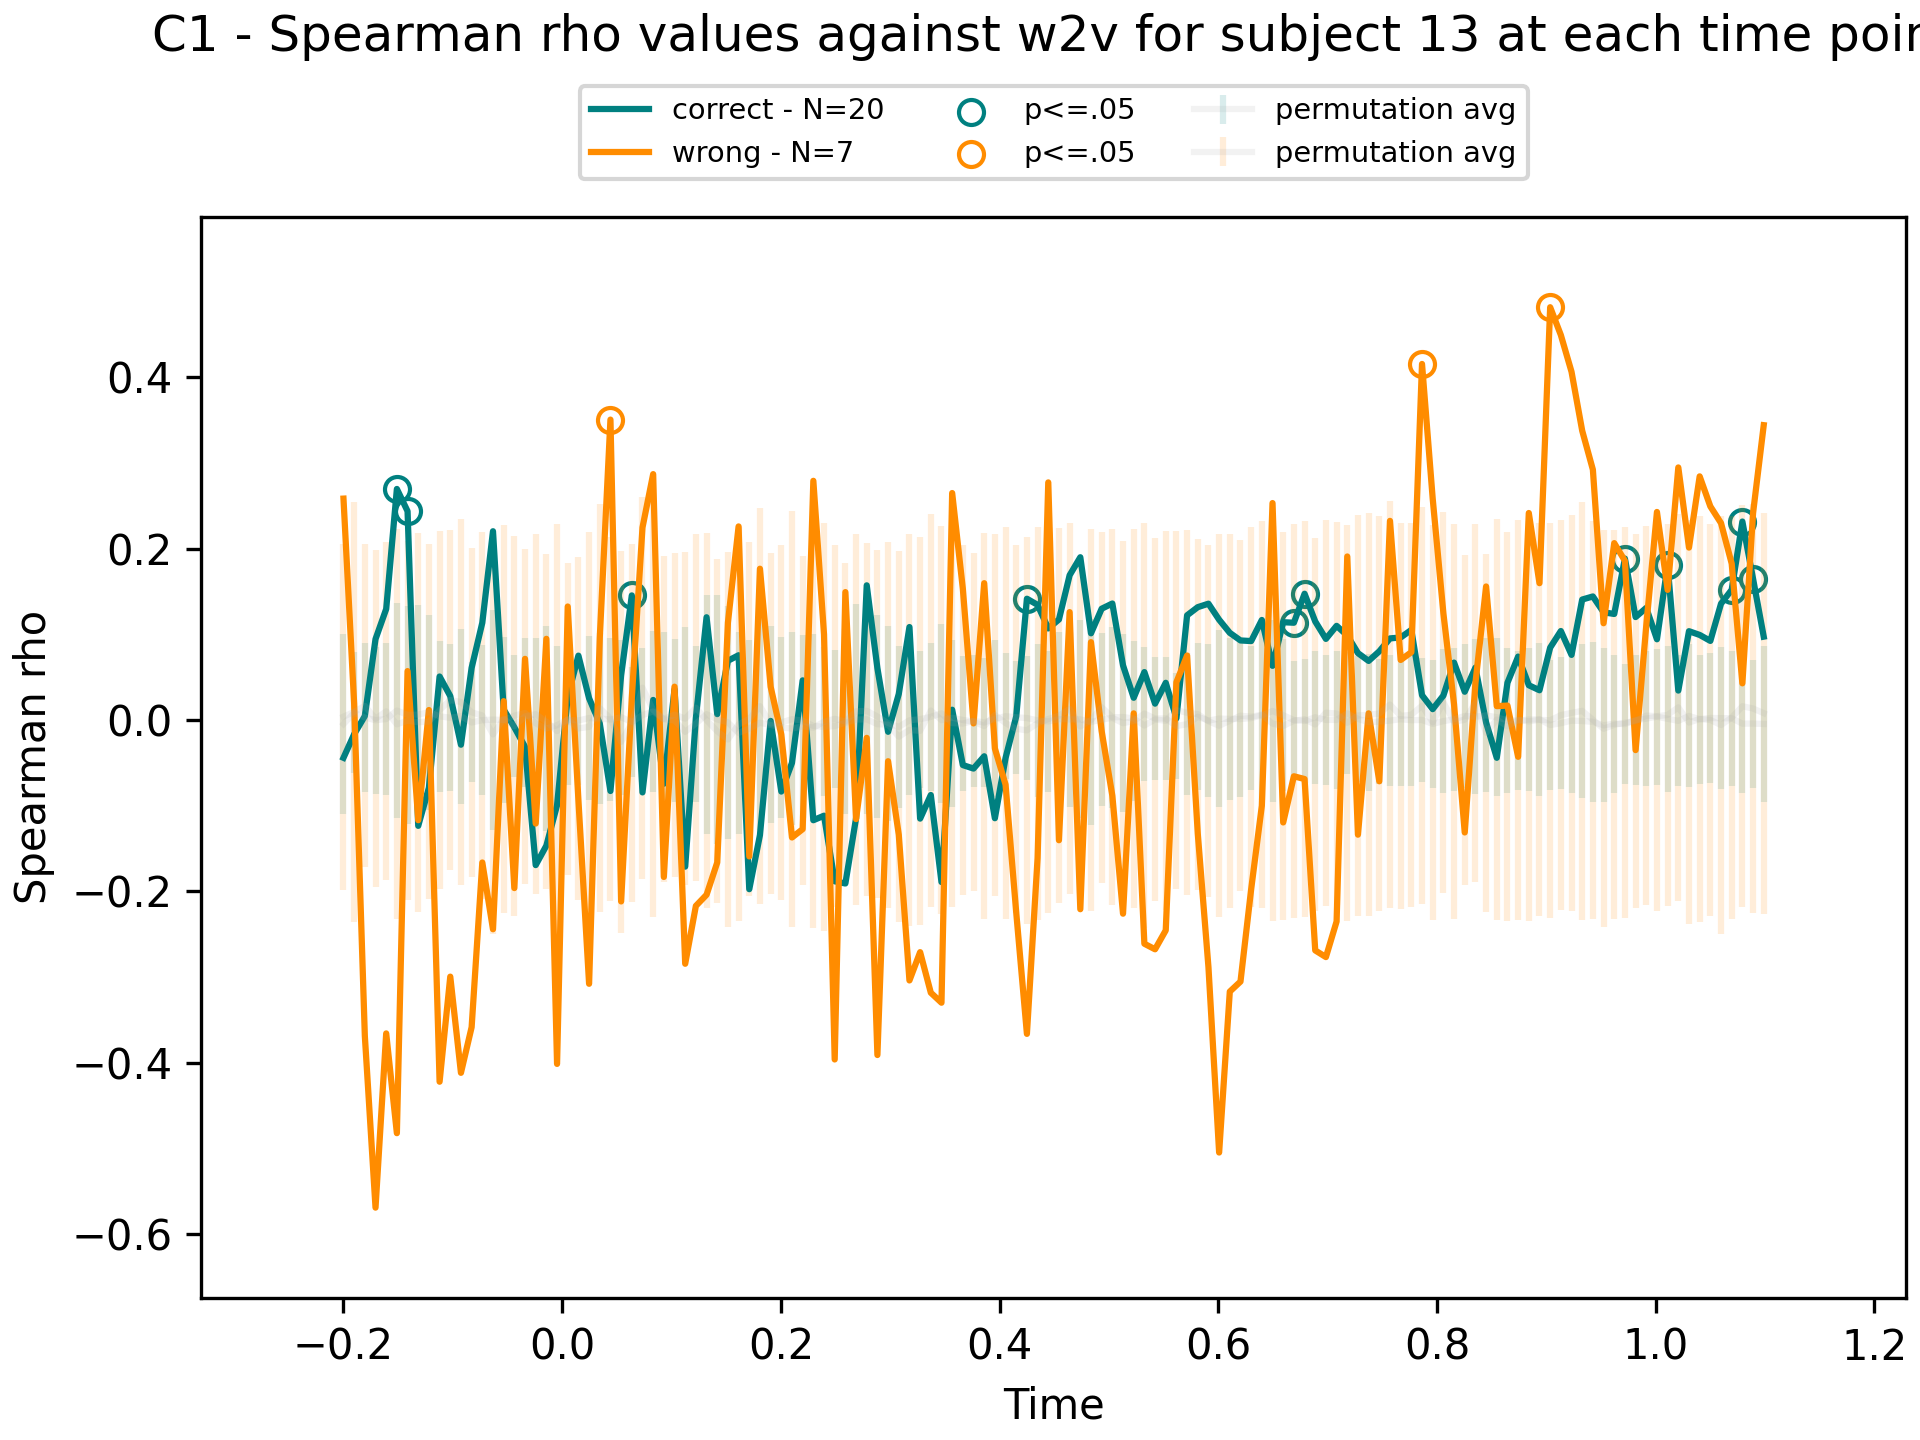 C1 - Spearman rho values against w2v for subject 13 at each time poin
correct - N=20
wrong - N=7
p<=.05
p<=.05
permutation avg
permutation avg
Spearman rho
0.4
0.2
0.0
−0.2
−0.4
−0.6
−0.2 0.0 0.2 0.4 0.6 0.8 1.0 1.2
Time